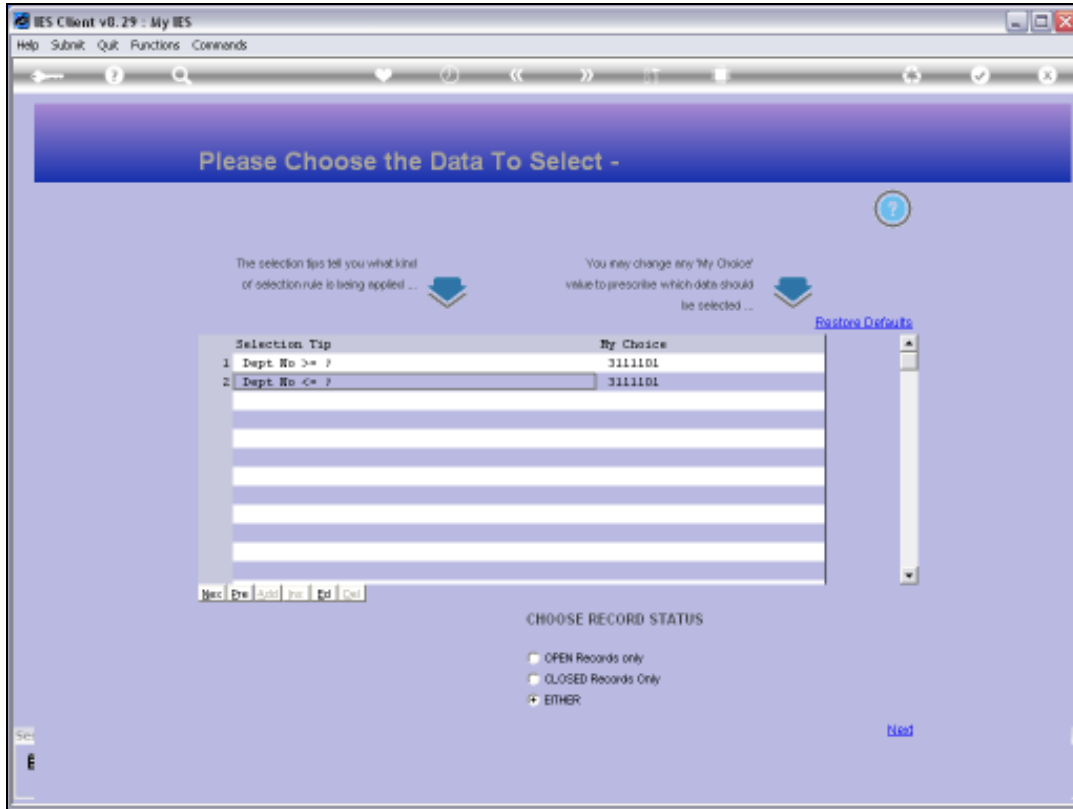 IES Client v8.29 : My IES
Help Submit Quit Functions Commands
Please Choose the Data To Select -
The selection tips tell you what kind
of selection rule is being applied ...
You may change any 'My Choice'
value to prescribe which data should
be selected ...
Restore Defaults
Selection Tip My Choice
1 Dept No >= ? 3111101
2 Dept No <= ? 3111101
Nex Pre Add Ins Ed Del
CHOOSE RECORD STATUS
OPEN Records only
CLOSED Records Only
EITHER
Next